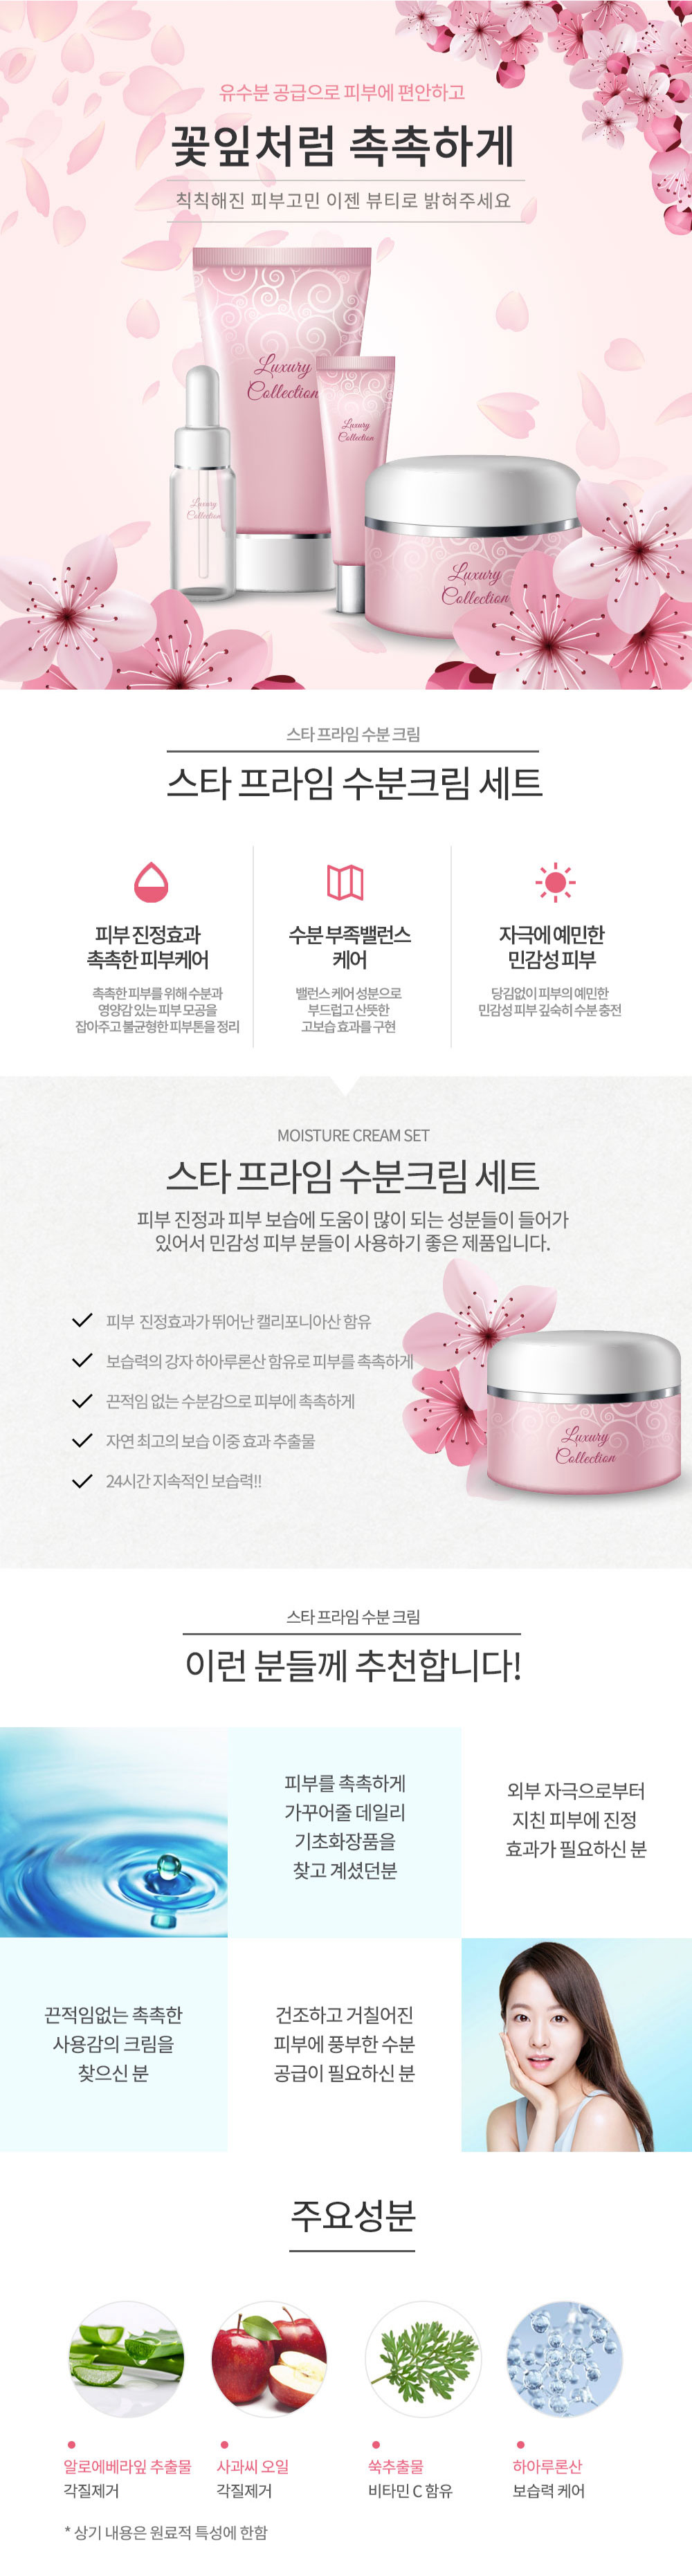 유수분 공급으로 피부에 편안하고
꽃잎처럼 촉촉하게
칙칙해진 피부고민 이젠 뷰티로 밝혀주세요
Luxury
Collection
Luxury
Collection
Luxury
Collection
Luxury
Collection
스타 프라임 수분 크림
스타 프라임 수분크림 세트
피부 진정효과
촉촉한 피부케어
촉촉한 피부를 위해 수분과
영양감 있는 피부 모공을
잡아주고 불균형한 피부톤을 정리
수분 부족밸런스
케어
밸런스 케어 성분으로
부드럽고 산뜻한
고보습 효과를 구현
자극에 예민한
민감성 피부
당김없이 피부의 예민한
민감성 피부 깊숙히 수분 충전
MOISTURE CREAM SET
스타 프라임 수분크림 세트
피부 진정과 피부 보습에 도움이 많이 되는 성분들이 들어가
있어서 민감성 피부 분들이 사용하기 좋은 제품입니다.
피부 진정효과가 뛰어난 캘리포니아산 함유
보습력의 강자 하아루론산 함유로 피부를 촉촉하게
끈적임 없는 수분감으로 피부에 촉촉하게
자연 최고의 보습 이중 효과 추출물
24시간 지속적인 보습력!!
Luxury
Collection
스타 프라임 수분 크림
이런 분들께 추천합니다!
피부를 촉촉하게
가꾸어줄 데일리
기초화장품을
찾고 계셨던분
외부 자극으로부터
지친 피부에 진정
효과가 필요하신 분
끈적임없는 촉촉한
사용감의 크림을
찾으신 분
건조하고 거칠어진
피부에 풍부한 수분
공급이 필요하신 분
주요성분
알로에베라잎 추출물
각질제거
사과씨 오일
각질제거
쑥추출물
비타민 C 함유
하아루론산
보습력 케어
* 상기 내용은 원료적 특성에 한함